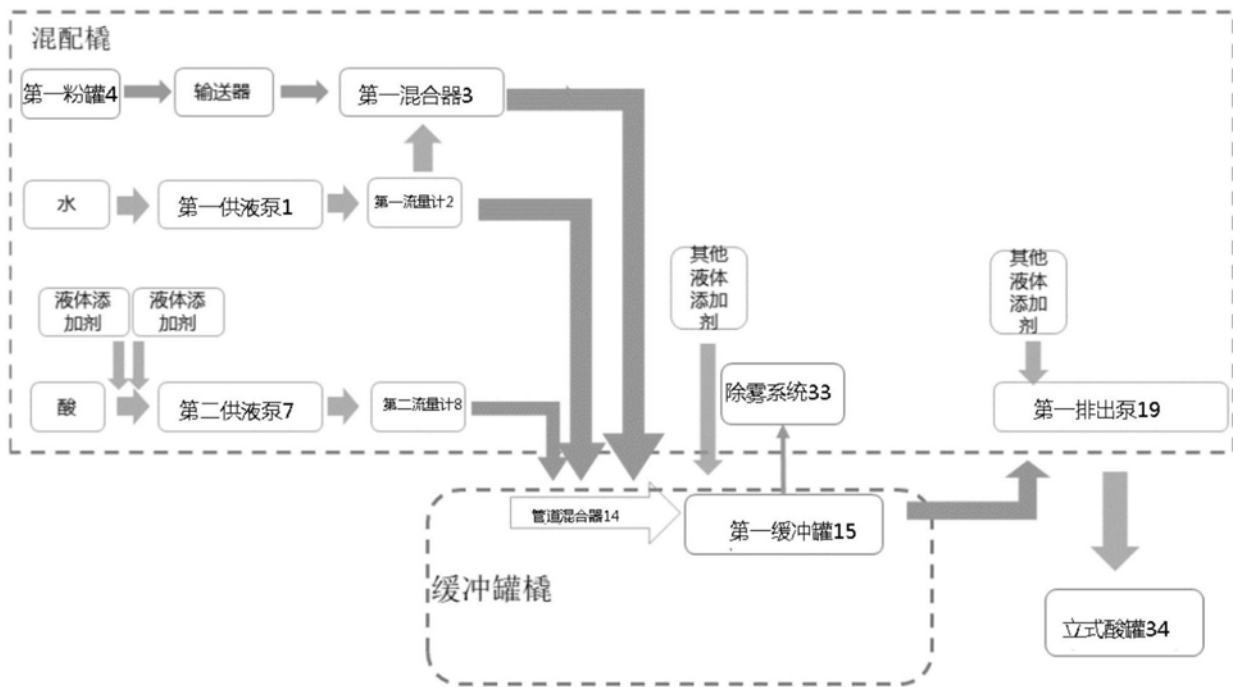 混配橇
第一粉罐4
输送器
第一混合器3
水
第一供液泵1
第一流量计2
其他
液体
添加
剂
其他
液体
添加
剂
液体添
加剂
液体添
加剂
除雾系统33
酸
第二供液泵7
第二流量计8
第一排出泵19
管道混合器14
第一缓冲罐15
缓冲罐橇
立式酸罐34